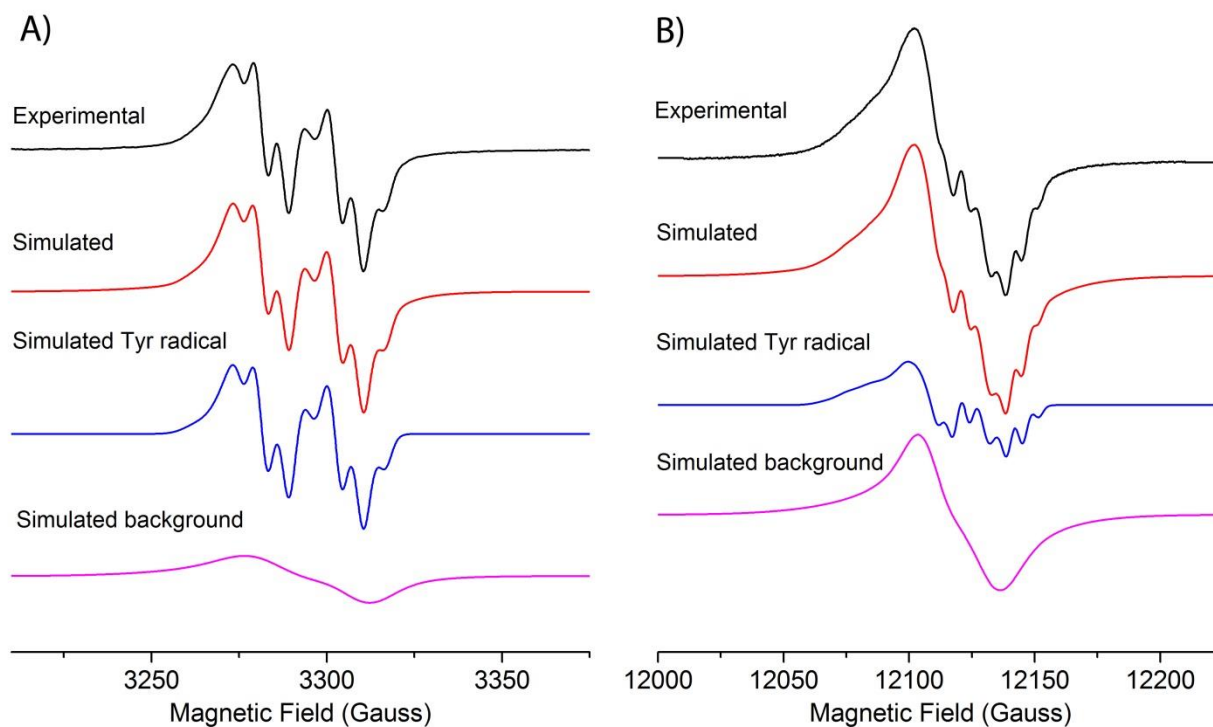 A)
Experimental
Simulated
Simulated Tyr radical
Simulated background
3250 3300 3350
Magnetic Field (Gauss)
B)
Experimental
Simulated
Simulated Tyr radical
Simulated background
12000 12050 12100 12150 12200
Magnetic Field (Gauss)